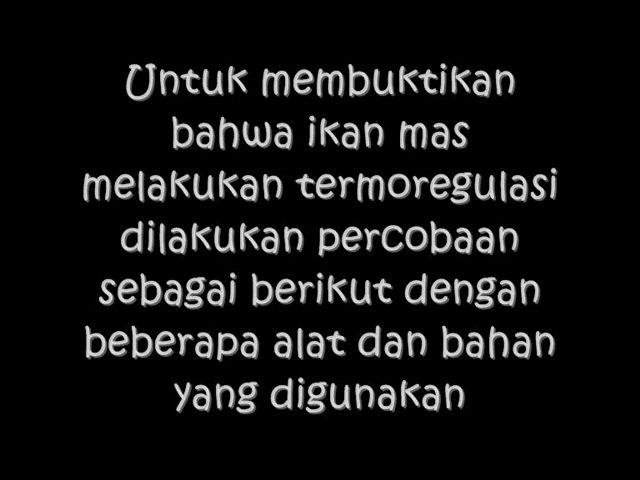 Untuk membuktikan
bahwa ikan mas
melakukan termoregulasi
dilakukan percobaan
sebagai berikut dengan
beberapa alat dan bahan
yang digunakan